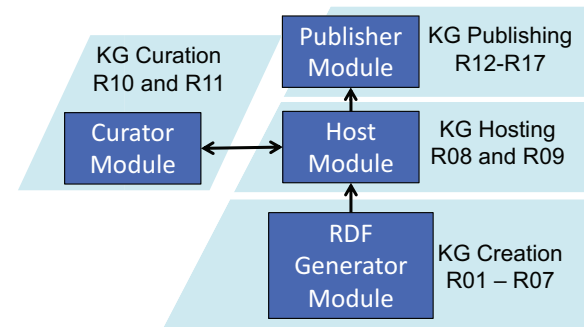 Publisher
Module
KG Publishing
R12-R17
KG Curation
R10 and R11
Curator
Module
Host
Module
KG Hosting
R08 and R09
RDF
Generator
Module
KG Creation
R01 – R07